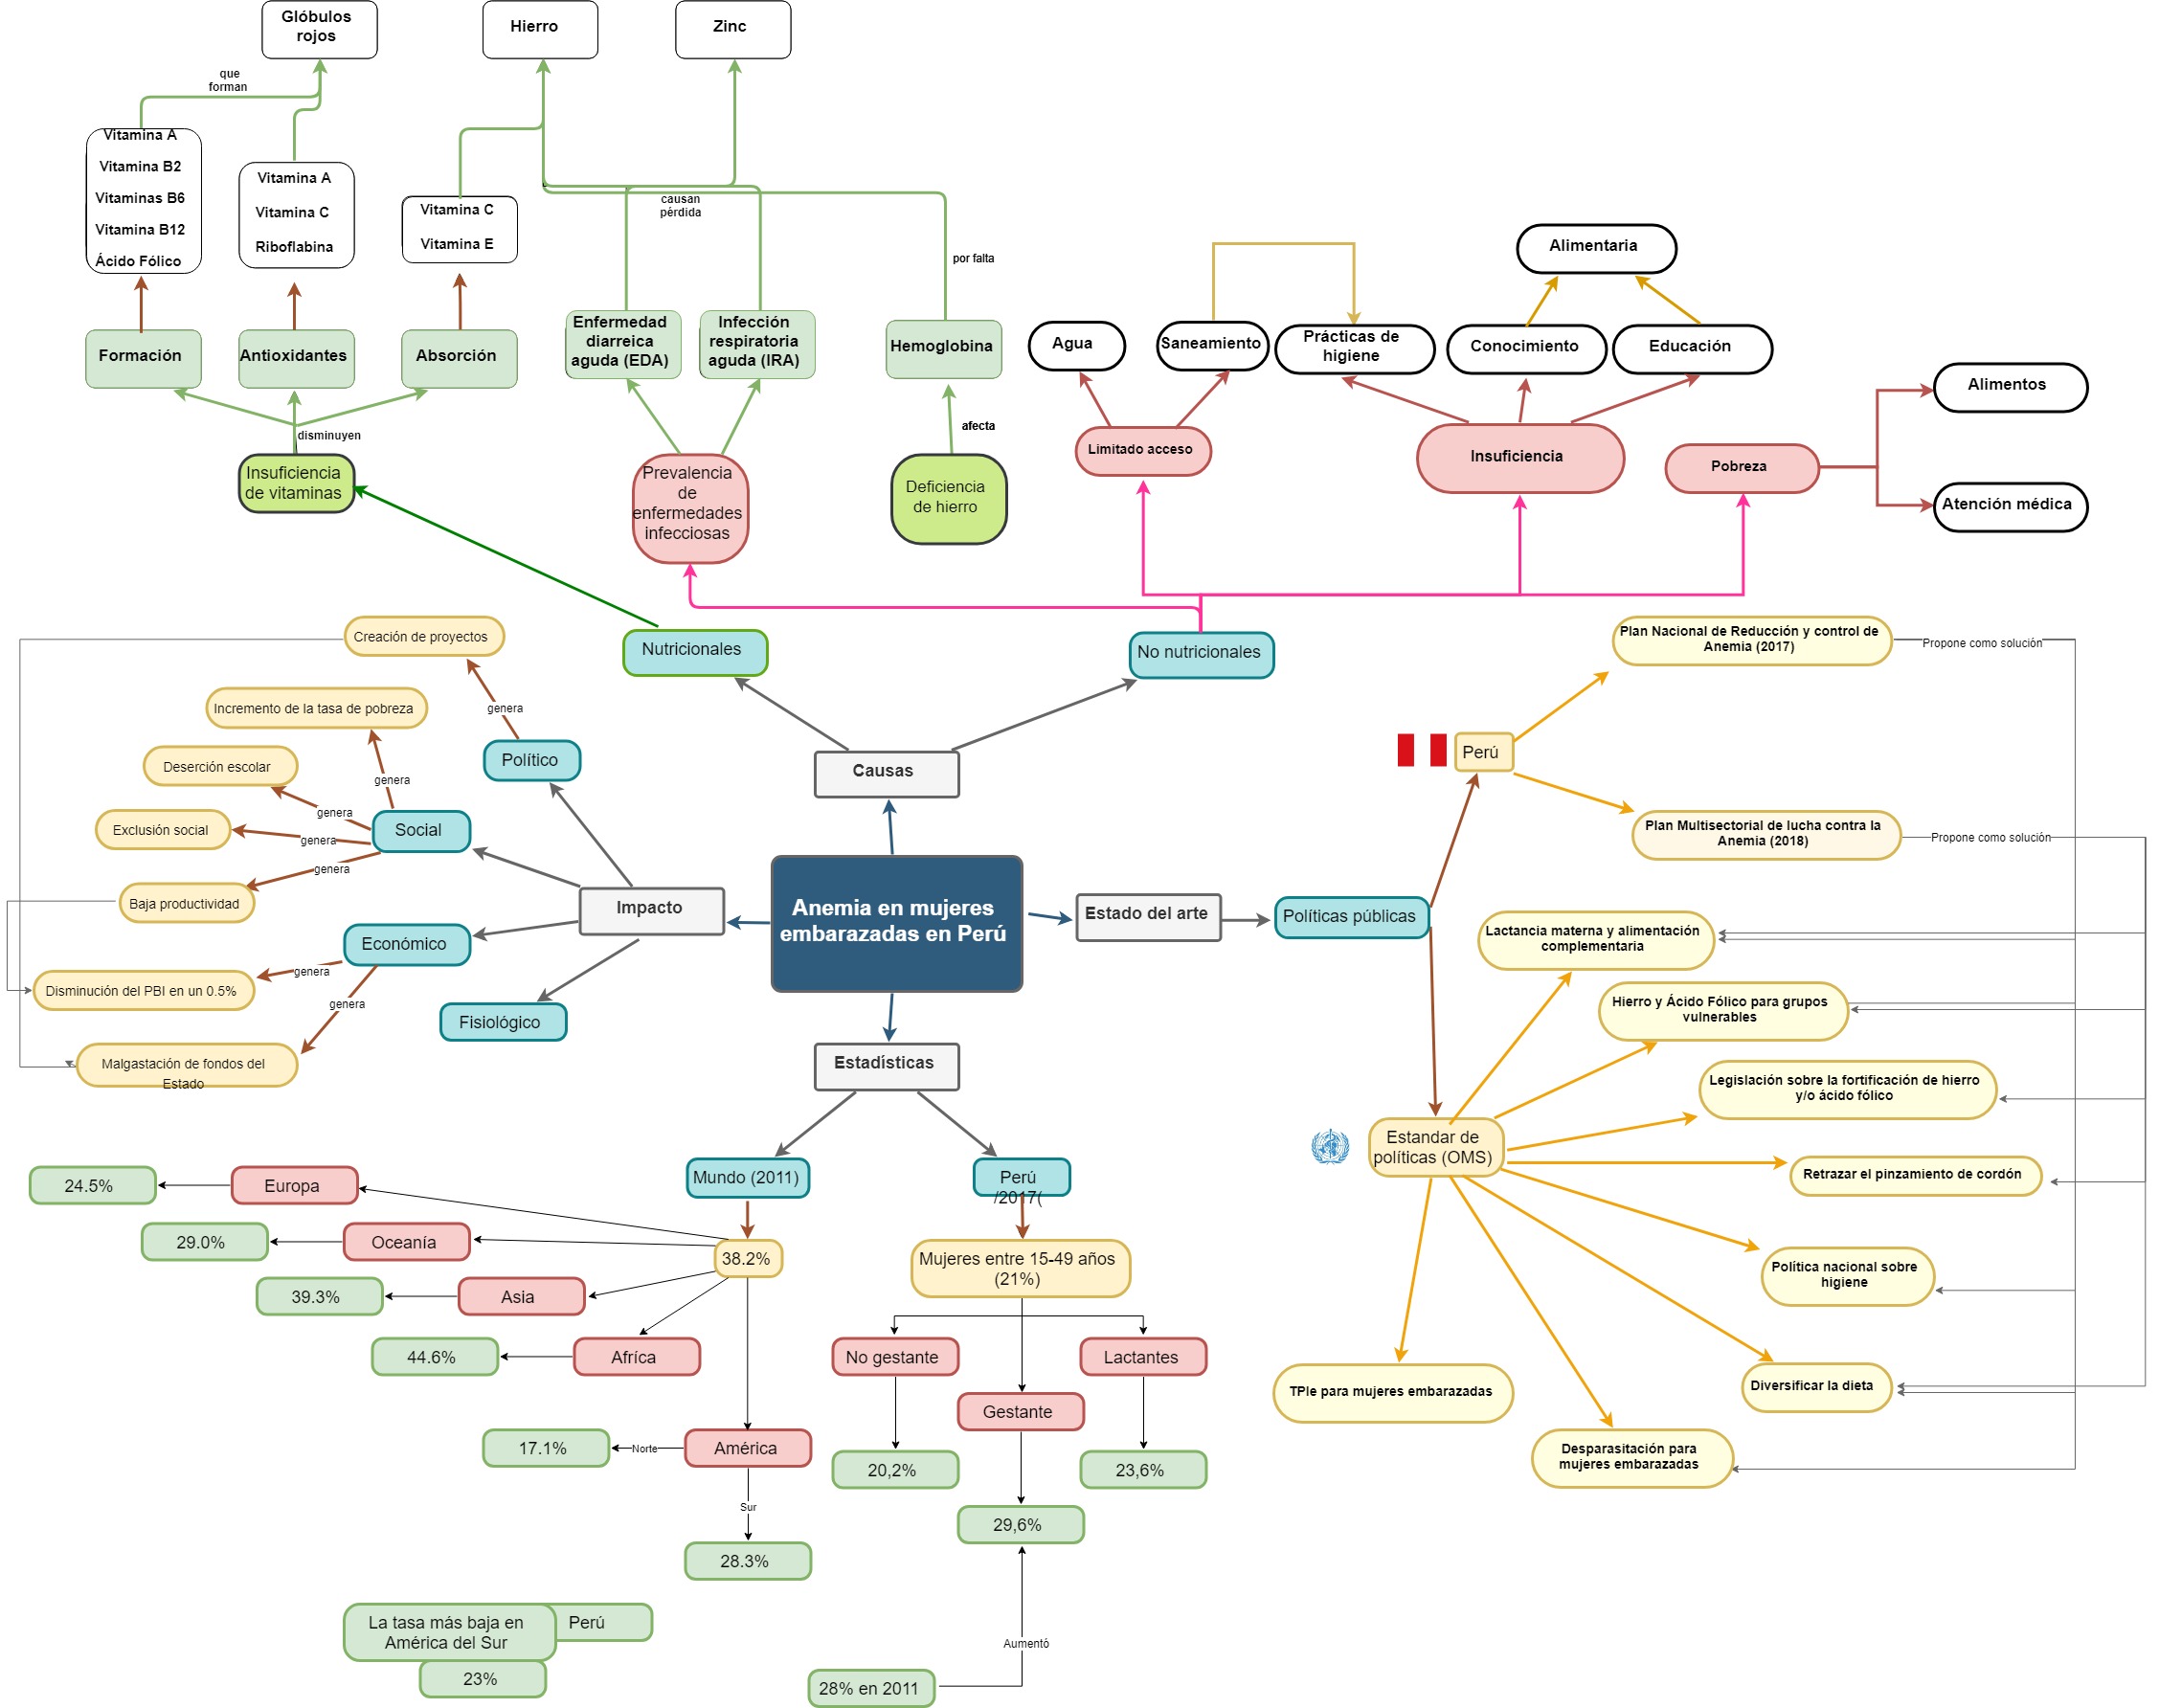 Glóbulos
rojos
Hierro
Zinc
que
forman
Vitamina A
Vitamina B2
Vitaminas B6
Vitamina B12
Ácido Fólico
Vitamina A
Vitamina C
Riboflabina
Vitamina C
Vitamina E
causan
pérdida
por falta
Formación
Antioxidantes
Absorción
Enfermedad
diarreica
aguda (EDA)
Infección
respiratoria
aguda (IRA)
Hemoglobina
Agua
Saneamiento
Prácticas de
higiene
Alimentaria
Conocimiento
Educación
Alimentos
Atención médica
disminuyen
afecta
Insuficiencia
de vitaminas
Prevalencia
de
enfermedades
infecciosas
Deficiencia
de hierro
Limitado acceso
Insuficiencia
Pobreza
Nutricionales
No nutricionales
Causas
Creación de proyectos
genera
Incremento de la tasa de pobreza
Político
Deserción escolar
genera
genera
Exclusión social
genera
Social
genera
Baja productividad
Impacto
Económico
genera
Disminución del PBI en un 0.5%
genera
Fisiológico
Malgastación de fondos del
Estado
Anemia en mujeres
embarazadas en Perú
Estado del arte
Políticas públicas
Perú
Plan Nacional de Reducción y control de
Anemia (2017)
Propone como solución
Plan Multisectorial de lucha contra la
Anemia (2018)
Propone como solución
Lactancia materna y alimentación
complementaria
Hierro y Ácido Fólico para grupos
vulnerables
Legislación sobre la fortificación de hierro
y/o ácido fólico
Estandar de
políticas (OMS)
Retrazar el pinzamiento de cordón
Política nacional sobre
higiene
Diversificar la dieta
TPIe para mujeres embarazadas
Desparasitación para
mujeres embarazadas
Estadísticas
Mundo (2011)
Perú
/2017(
24.5%
Europa
29.0%
Oceanía
38.2%
39.3%
Asia
44.6%
Afríca
17.1%
Norte
América
Sur
28.3%
Mujeres entre 15-49 años
(21%)
No gestante
Lactantes
Gestante
20,2%
23,6%
29,6%
Aumentó
28% en 2011
La tasa más baja en
América del Sur
Perú
23%